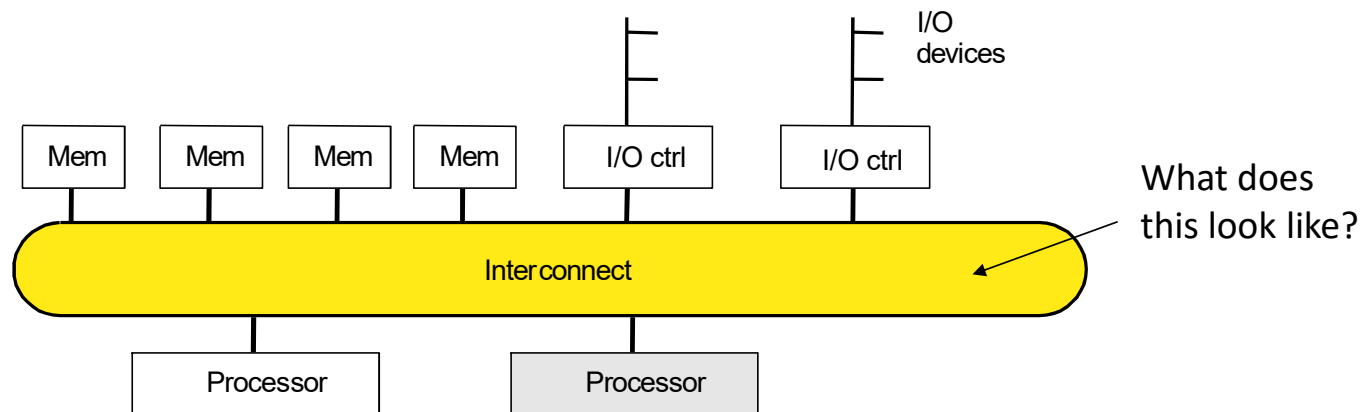 I/O
devices
Mem
Mem
Mem
Mem
I/O ctrl
I/O ctrl
What does
this look like?
Interconnect
Processor
Processor